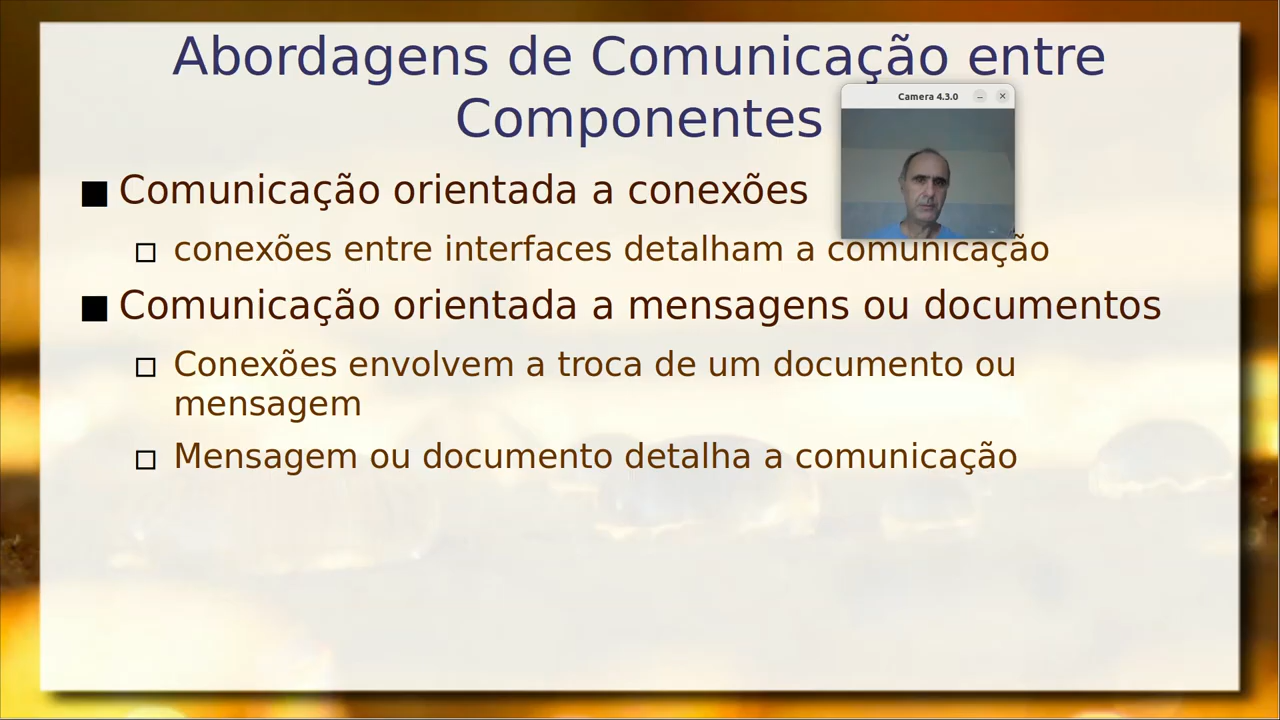 Abordagens de Comunicação entre
Componentes
Camera 4.3.0
Comunicação orientada a conexões
conexões entre interfaces detalham a comunicação
Comunicação orientada a mensagens ou documentos
Conexões envolvem a troca de um documento ou
mensagem
Mensagem ou documento detalha a comunicação